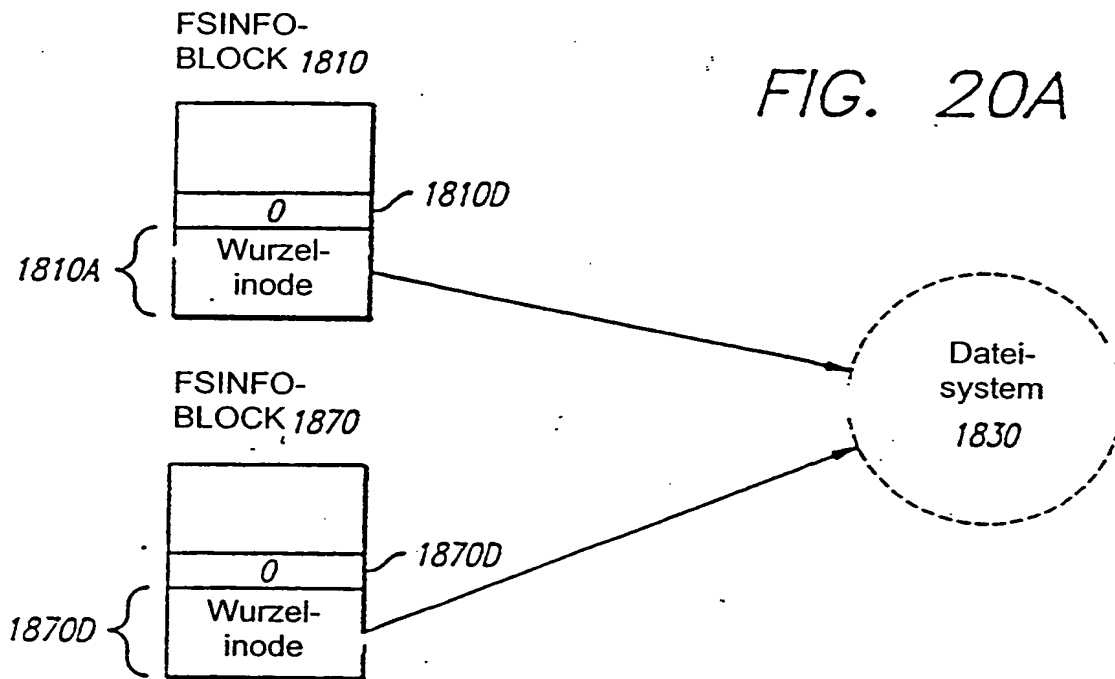 FSINFO-
BLOCK 1810
FIG. 20A
0
1810D
1810A
Wurzel-
inode
Datei-
system
1830
FSINFO-
BLOCK 1870
0
1870D
1870D
Wurzel-
inode